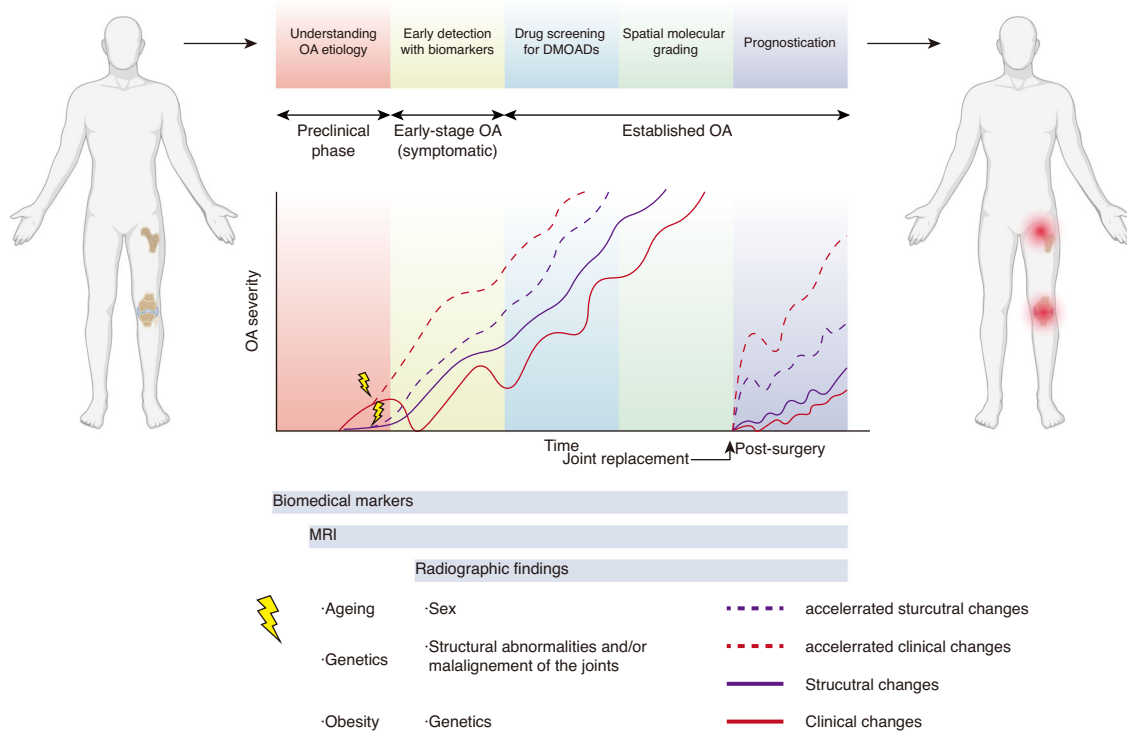 Understanding
OA etiology
Early detection
with biomarkers
Drug screening
for DMOADs
Spatial molecular
grading
Prognostication
Preclinical
phase
Early-stage OA
(symptomatic)
Established OA
OA severity
Time
Joint replacement
Post-surgery
Biomedical markers
MRI
Radiographic findings
·Ageing
·Sex
·Genetics
·Structural abnormalities and/or
malalignement of the joints
·Obesity
·Genetics
accelerrated sturcutral changes
accelerrated clinical changes
Strucutral changes
Clinical changes